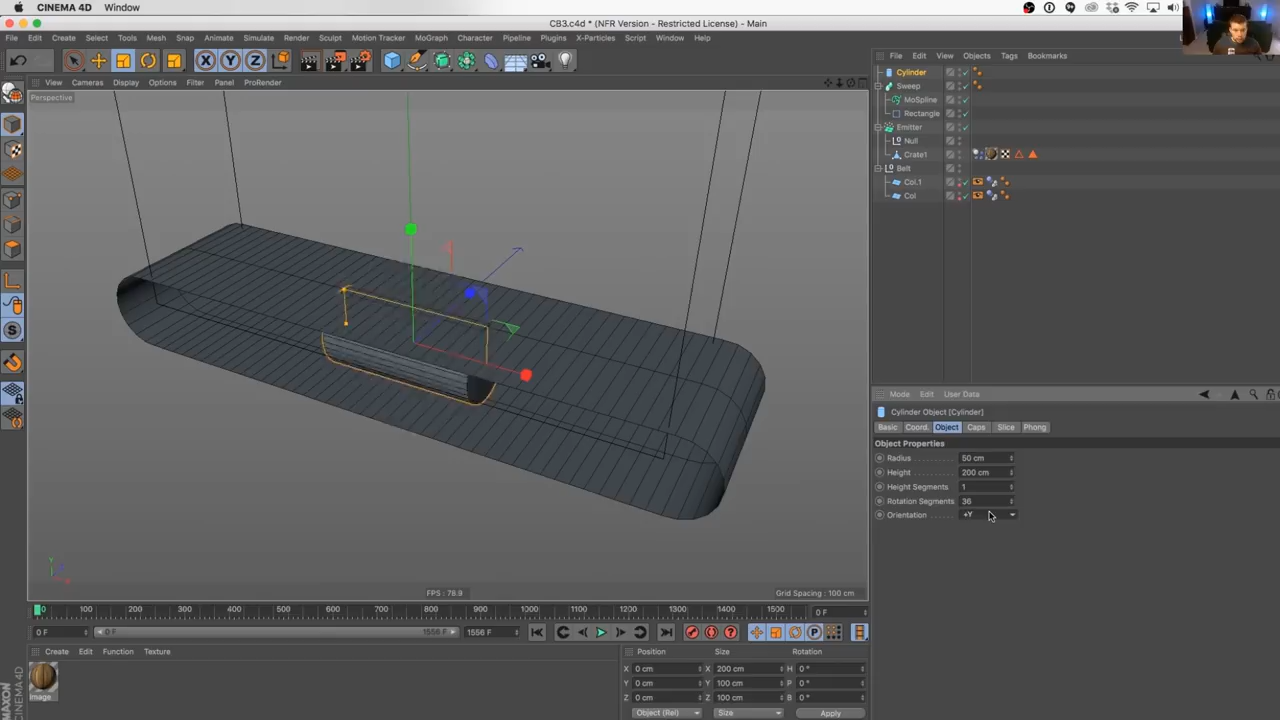 CINEMA 4D Window
CB3.c4d * (NFR Version - Restricted License) - Main
File Edit Create Select Tools Mesh Snap Animate Simulate Render Sculpt Motion Tracker MoGraph Character Pipeline Plugins X-Particles Script Window Help
X Y Z
File Edit View Objects Tags Bookmarks
View Cameras Display Options Filter Panel ProRender
Perspective
Cylinder
Sweep
MoSpline
Rectangle
Emitter
Null
Crate1
Belt
Col.1
Col
Mode Edit User Data
Cylinder Object [Cylinder]
Basic Coord. Object Caps Slice Phong
Object Properties
Radius 50 cm
Height 200 cm
Height Segments 1
Rotation Segments 36
Orientation +Y
FPS : 78.9
Grid Spacing : 100 cm
0 100 200 300 400 500 600 700 800 900 1000 1100 1200 1300 1400 1500 0 F
0 F 0 F 1556 F 1556 F
Create Edit Function Texture
Image
Position Size Rotation
X 0 cm X 200 cm H 0 °
Y 0 cm Y 100 cm P 0 °
Z 0 cm Z 100 cm B 0 °
Object (Rel) Size Apply
MAXON CINEMA 4D